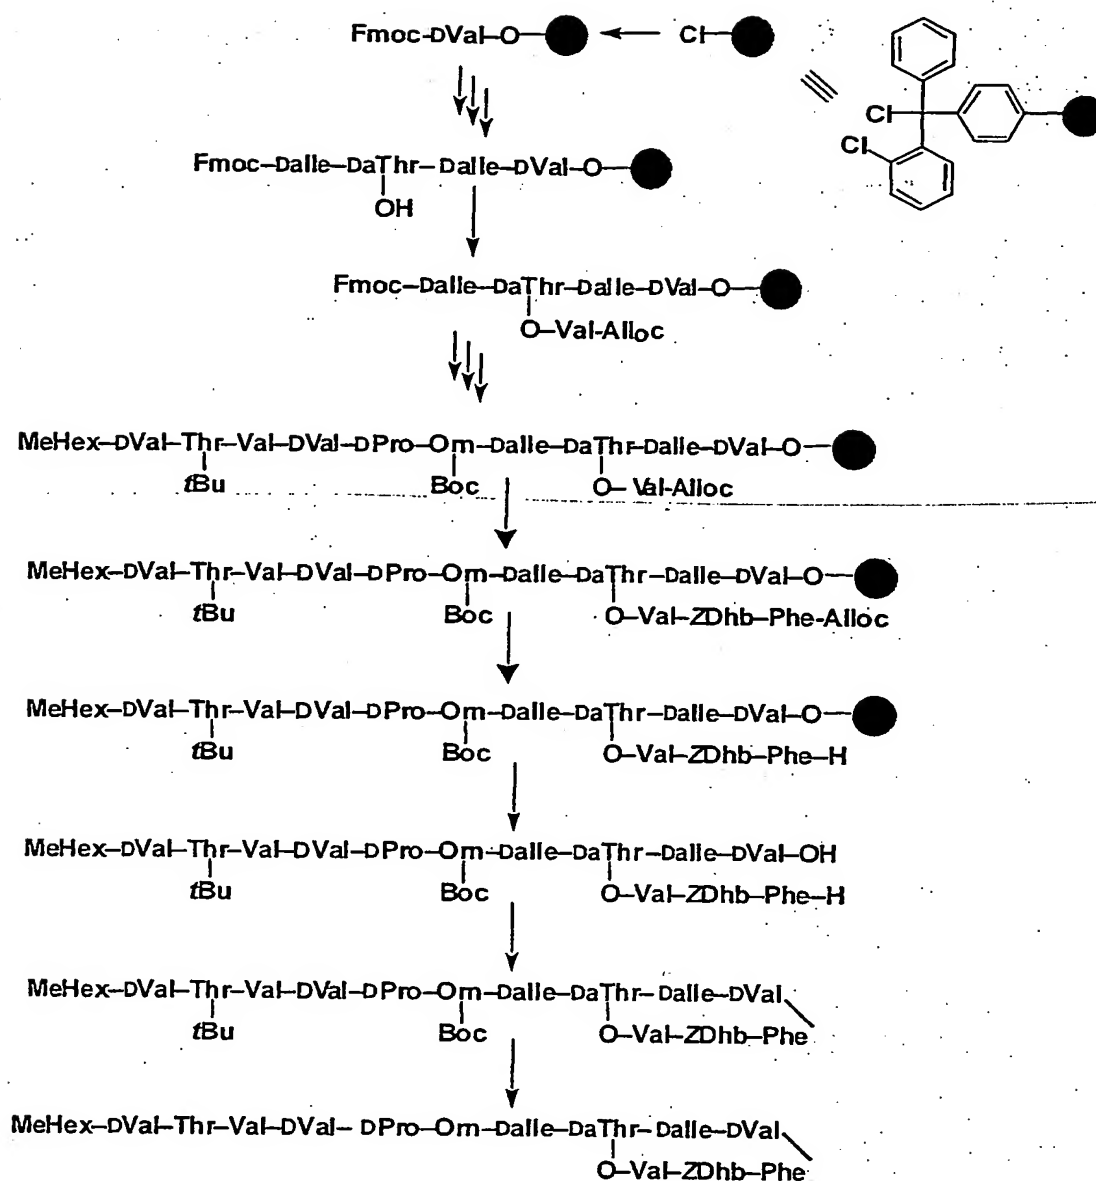 Fmoc-DVal-O Cl
Cl
Cl
Fmoc-DaIle-DaThr-DaIle-DVal-O
OH
Fmoc-DaIle-DaThr-DaIle-DVal-O
O-Val-Alloc
MeHex-DVal-Thr-Val-DVal-DPro-Orn-DaIle-DaThr-DaIle-DVal-O
tBu Boc O-Val-Alloc
MeHex-DVal-Thr-Val-DVal-DPro-Orn-DaIle-DaThr-DaIle-DVal-O
tBu Boc O-Val-ZDhb-Phe-Alloc
MeHex-DVal-Thr-Val-DVal-DPro-Orn-DaIle-DaThr-DaIle-DVal-O
tBu Boc O-Val-ZDhb-Phe-H
MeHex-DVal-Thr-Val-DVal-DPro-Orn-DaIle-DaThr-DaIle-DVal-OH
tBu Boc O-Val-ZDhb-Phe-H
MeHex-DVal-Thr-Val-DVal-DPro-Orn-DaIle-DaThr-DaIle-DVal
tBu Boc O-Val-ZDhb-Phe
MeHex-DVal-Thr-Val-DVal-DPro-Orn-DaIle-DaThr-DaIle-DVal
O-Val-ZDhb-Phe